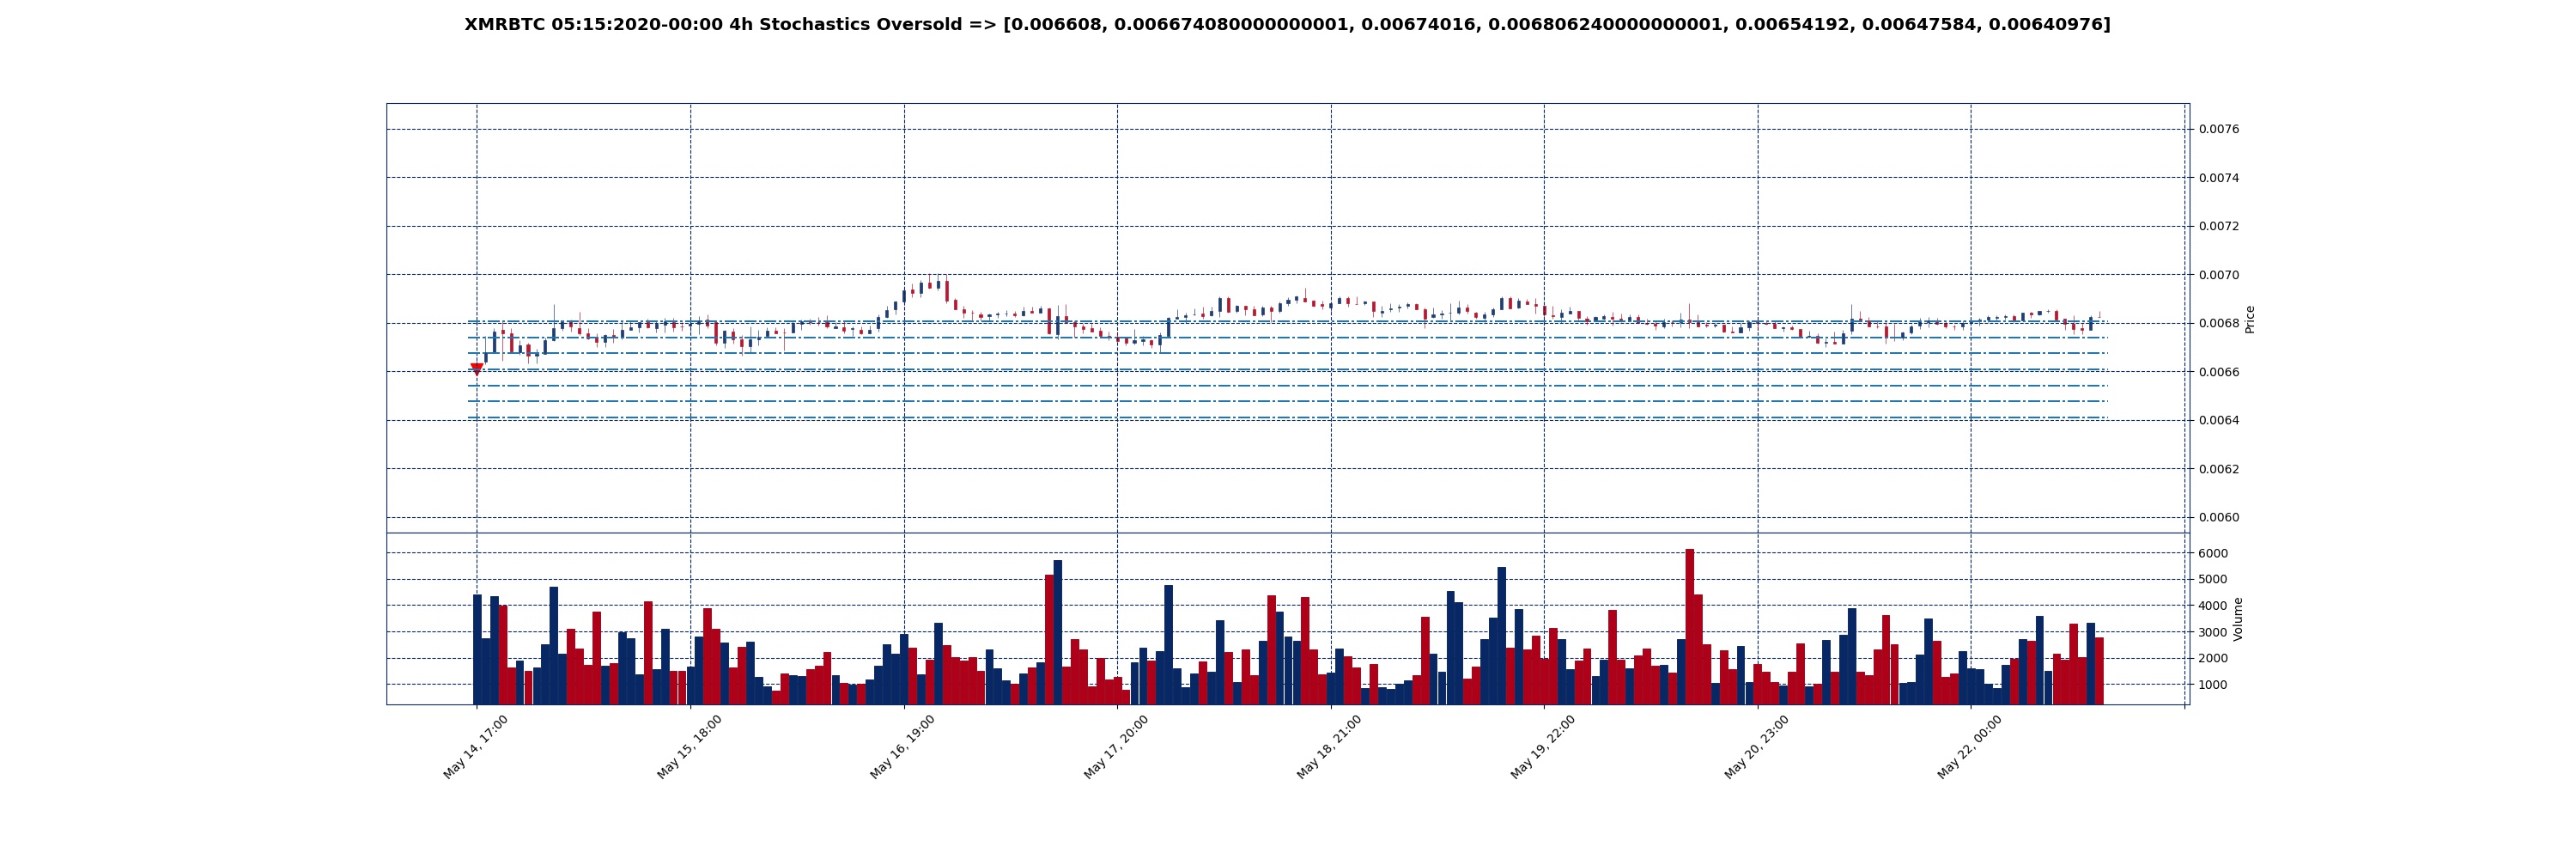 XMRBTC 05:15:2020-00:00 4h Stochastics Oversold => [0.006608, 0.006674080000000001, 0.00674016, 0.006806240000000001, 0.00654192, 0.00647584, 0.00640976]
0.0076
0.0074
0.0072
0.0070
0.0068
0.0066
0.0064
0.0062
0.0060
Price
6000
5000
4000
3000
2000
1000
Volume
May 14, 17:00
May 15, 18:00
May 16, 19:00
May 17, 20:00
May 18, 21:00
May 19, 22:00
May 20, 23:00
May 22, 00:00